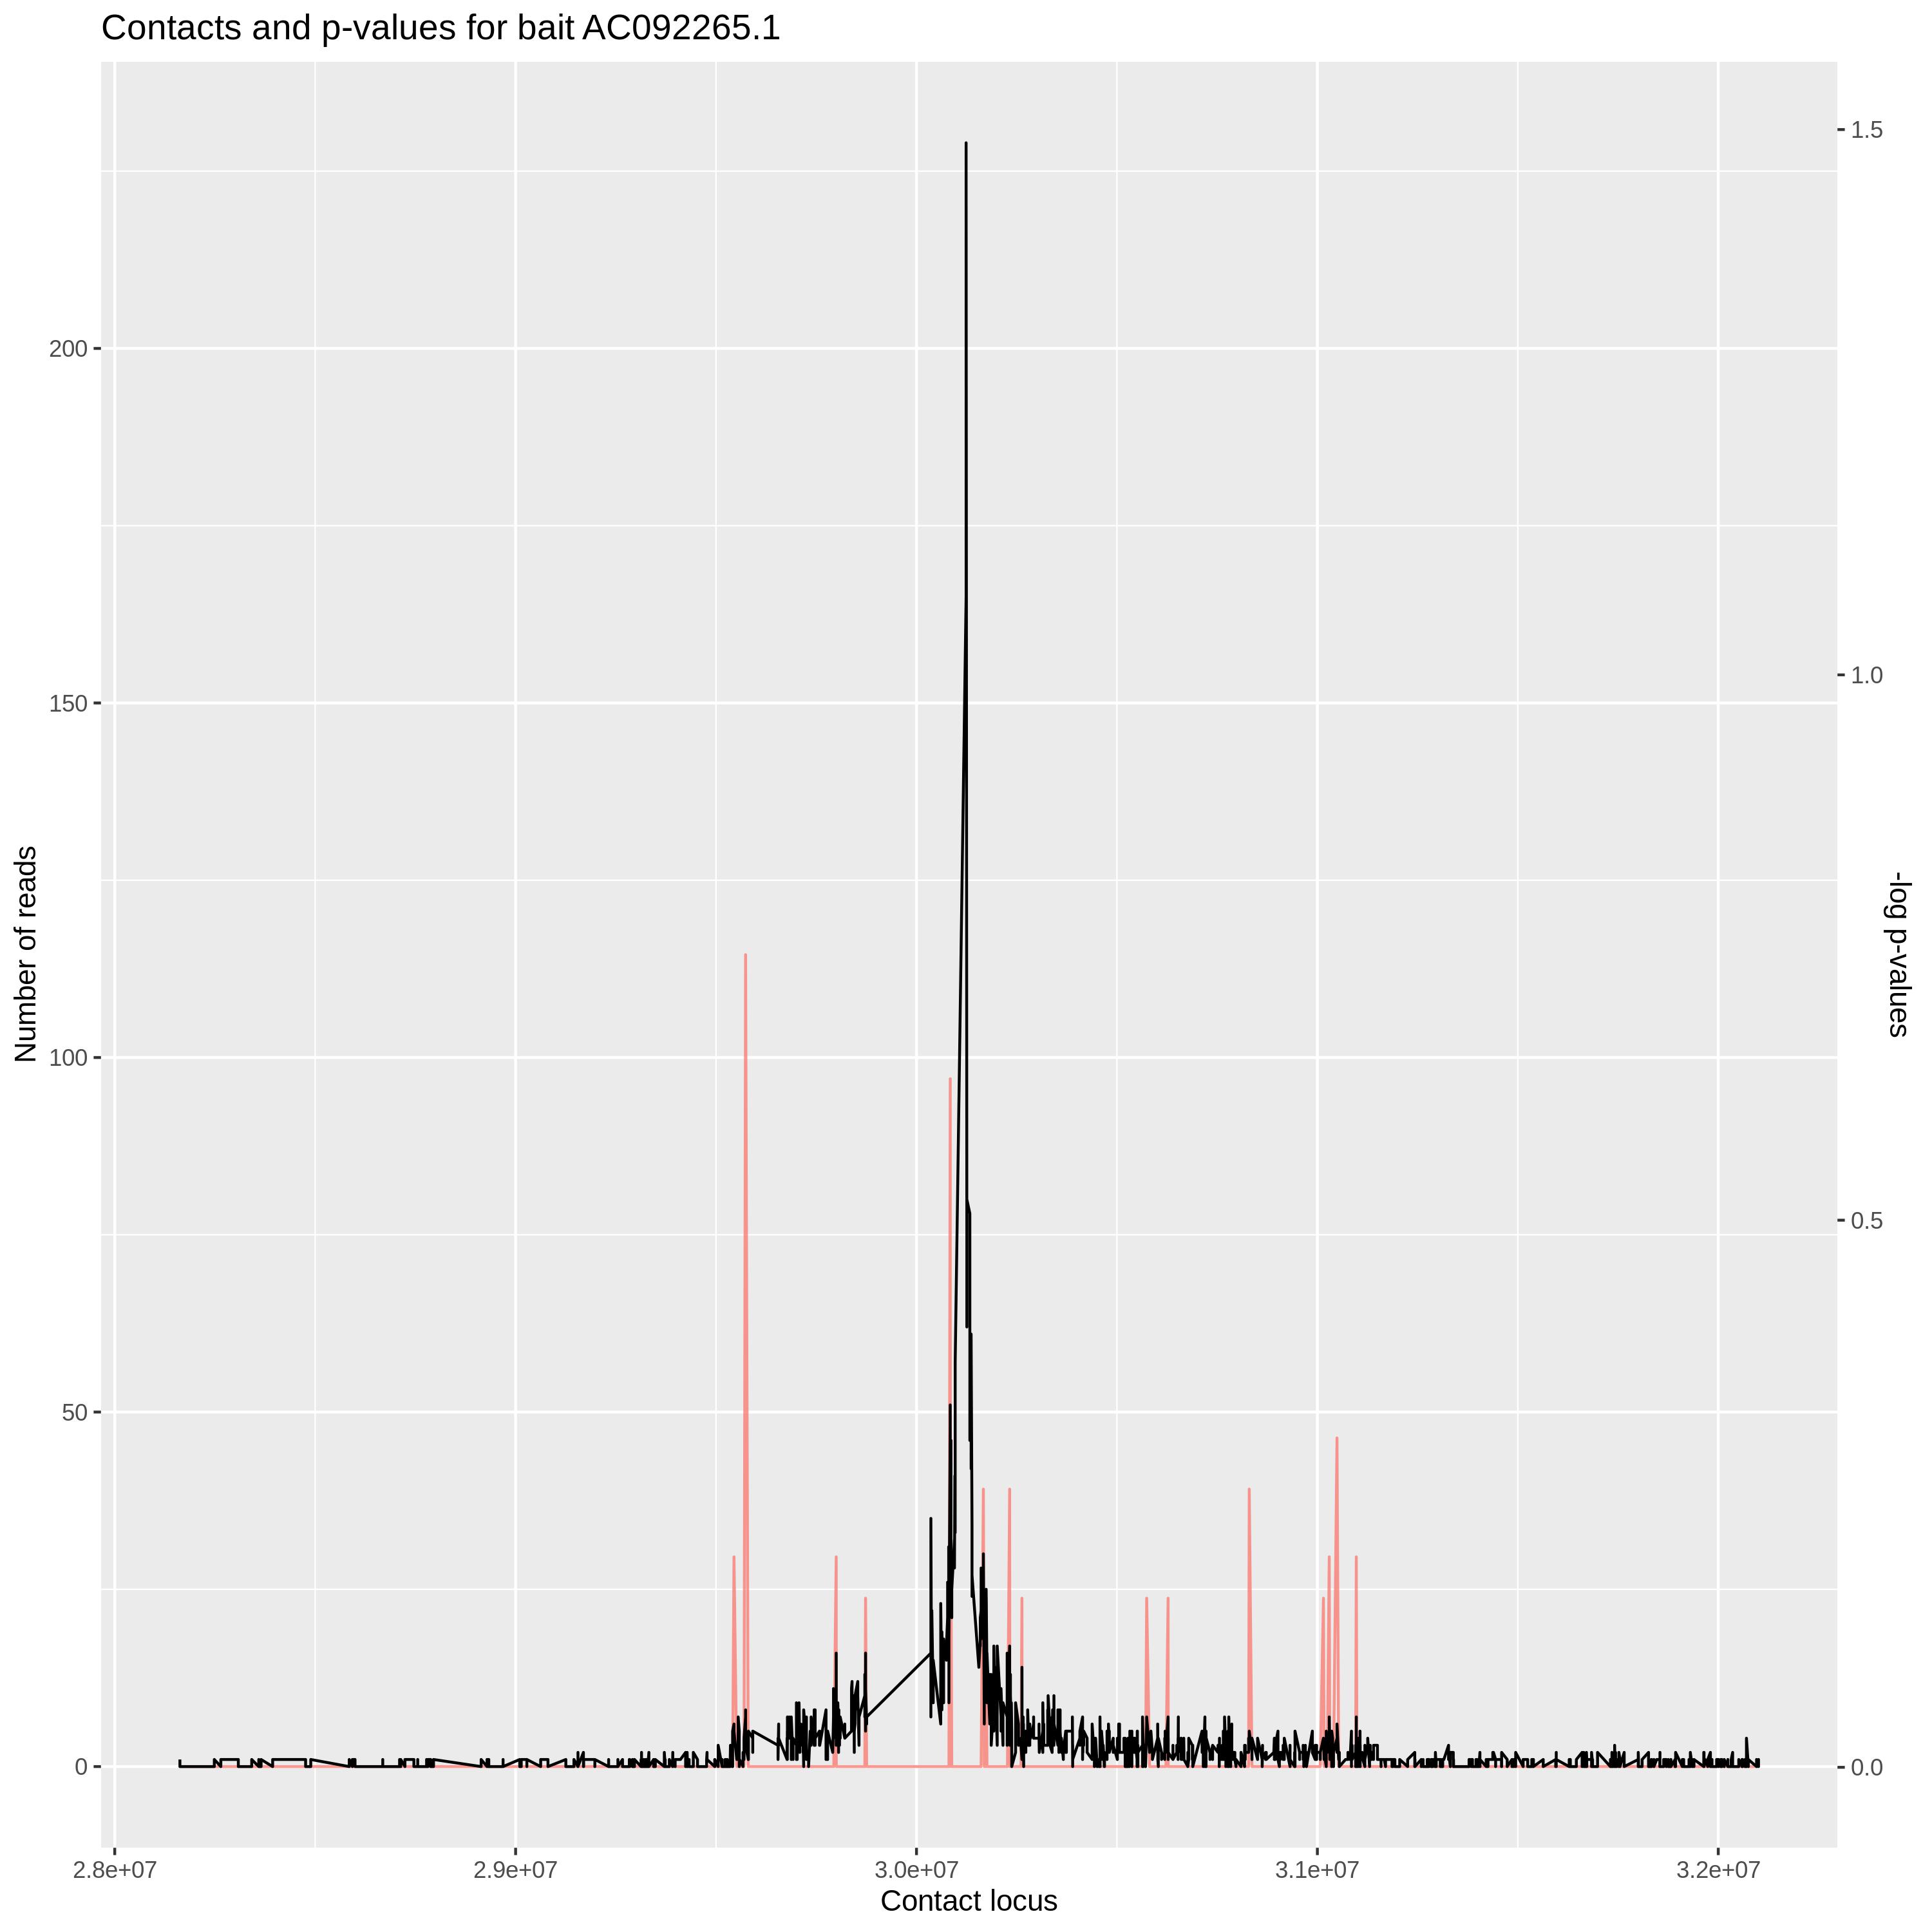 Contacts and p-values for bait AC092265.1
1.5
200
1.0
150
Number of reads
-log p-values
100
0.5
50
0
0.0
2.8e+07 2.9e+07 3.0e+07 3.1e+07 3.2e+07
Contact locus